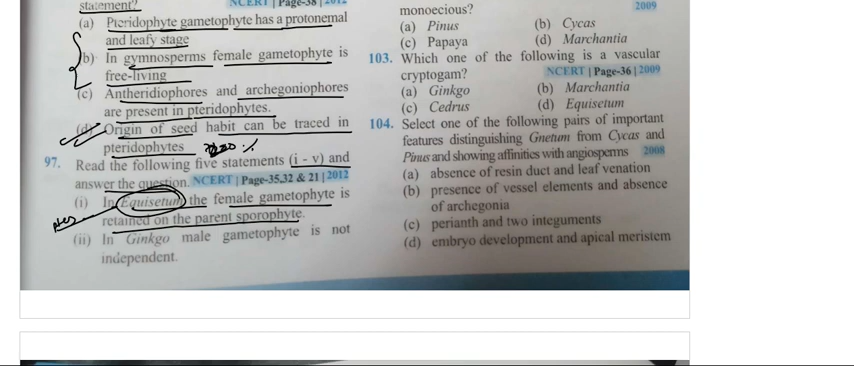 statement? NCERT | Page-38 | 2012
(a) Pteridophyte gametophyte has a protonemal
and leafy stage
(b) In gymnosperms female gametophyte is
free-living
(c) Antheridiophores and archegoniophores
are present in pteridophytes.
(d) Origin of seed habit can be traced in
pteridophytes
97. Read the following five statements (i - v) and
answer the question. NCERT | Page-35,32 & 21 | 2012
(i) In Equisetum the female gametophyte is
retained on the parent sporophyte.
(ii) In Ginkgo male gametophyte is not
independent.
monoecious? 2009
(a) Pinus (b) Cycas
(c) Papaya (d) Marchantia
103. Which one of the following is a vascular
cryptogam? NCERT | Page-36 | 2009
(a) Ginkgo (b) Marchantia
(c) Cedrus (d) Equisetum
104. Select one of the following pairs of important
features distinguishing Gnetum from Cycas and
Pinus and showing affinities with angiosperms 2008
(a) absence of resin duct and leaf venation
(b) presence of vessel elements and absence
of archegonia
(c) perianth and two integuments
(d) embryo development and apical meristem